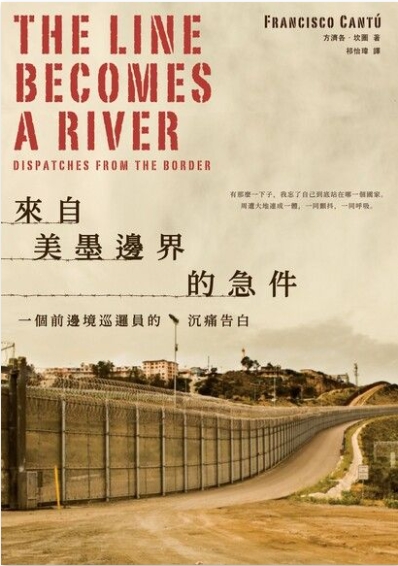 THE LINE
BECOMES
A RIVER
DISPATCHES FROM THE BORDER
FRANCISCO CANTÚ
方濟各・坎圖 著
祁怡瑋 譯
有那麼一下子，我忘了自己到底站在哪一個國家。
周遭大地連成一體，一同顫抖，一同呼吸。
來自
美墨邊界
的急件
一個前邊境巡邏員的沉痛告白